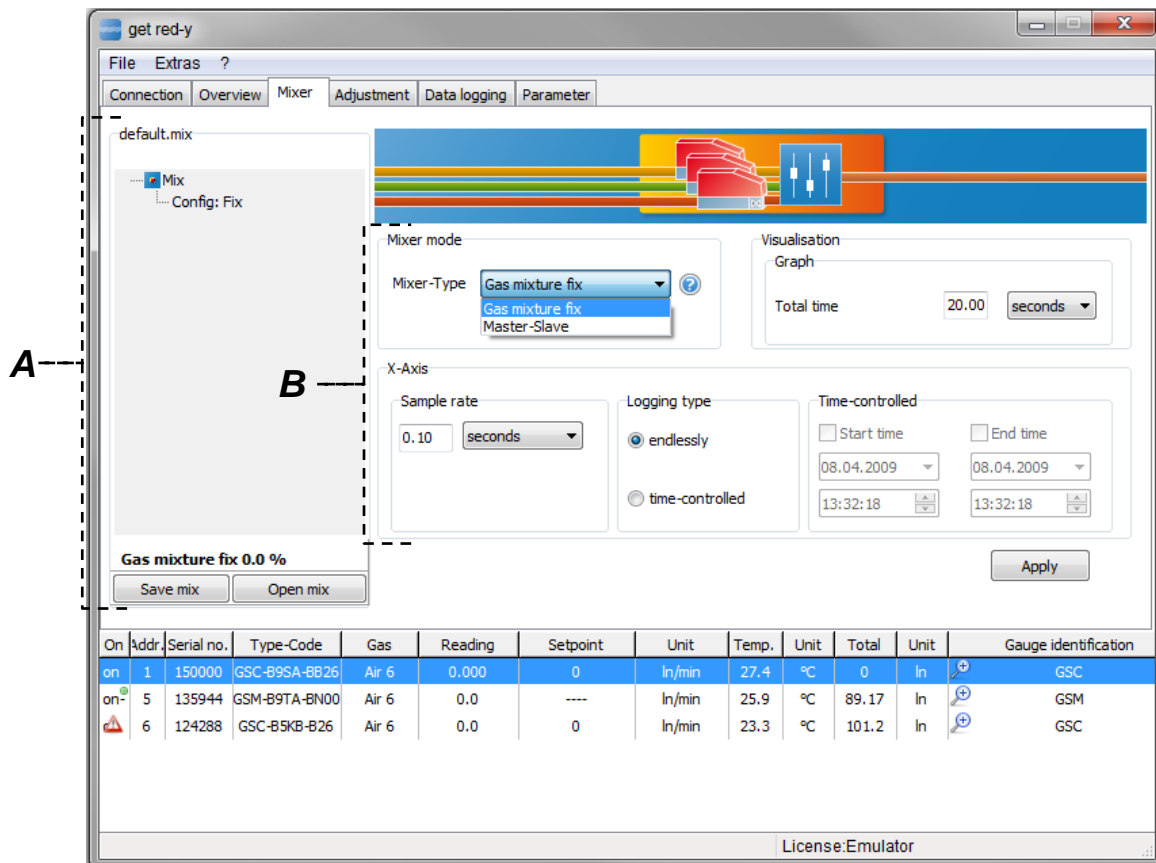 get red-y
File Extras ?
Connection Overview Mixer Adjustment Data logging Parameter
default.mix
Mix
Config: Fix
Mixer mode
Mixer-Type Gas mixture fix
Gas mixture fix
Master-Slave
Visualisation
Graph
Total time 20.00 seconds
A
B
X-Axis
Sample rate
0.10 seconds
Logging type
endlessly
time-controlled
Time-controlled
Start time End time
08.04.2009 08.04.2009
13:32:18 13:32:18
Gas mixture fix 0.0 %
Save mix Open mix
Apply
On Addr. Serial no. Type-Code Gas Reading Setpoint Unit Temp. Unit Total Unit Gauge identification
on 1 150000 GSC-B9SA-BB26 Air 6 0.000 0 ln/min 27.4 ºC 0 ln GSC
on- 5 135944 GSM-B9TA-BN00 Air 6 0.0 ---- ln/min 25.9 ºC 89.17 ln GSM
6 124288 GSC-B5KB-B26 Air 6 0.0 0 ln/min 23.3 ºC 101.2 ln GSC
License:Emulator